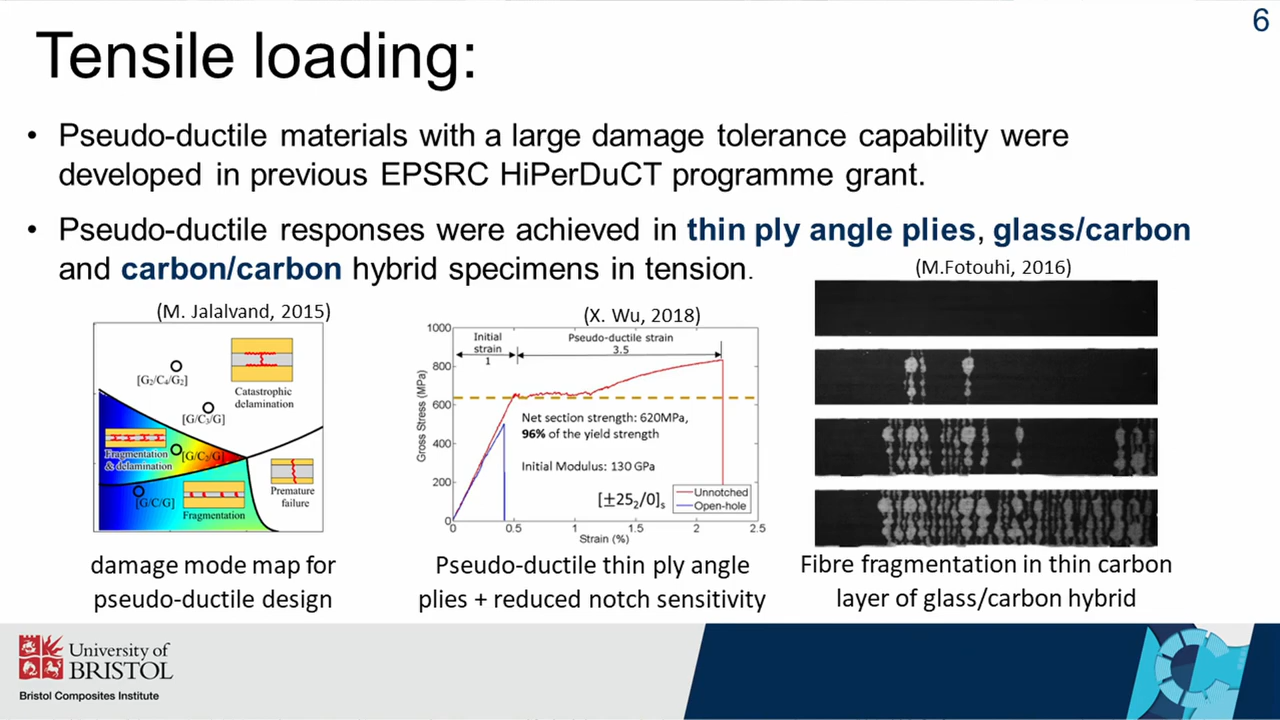 6
Tensile loading:
• Pseudo-ductile materials with a large damage tolerance capability were
developed in previous EPSRC HiPerDuCT programme grant.
• Pseudo-ductile responses were achieved in thin ply angle plies, glass/carbon
and carbon/carbon hybrid specimens in tension.
(M. Jalalvand, 2015)
[G₂/C₄/G₂]
Catastrophic
delamination
[G/C₃/G]
Fragmentation
& delamination
[G/C₂/G]
[G/C/G]
Fragmentation
Premature
failure
damage mode map for
pseudo-ductile design
(X. Wu, 2018)
Gross Stress (MPa)
1000
800
600
400
200
0
Initial
strain
1
Pseudo-ductile strain
3.5
Net section strength: 620MPa,
96% of the yield strength
Initial Modulus: 130 GPa
[±25₂/0]ₛ
Unnotched
Open-hole
0 0.5 1 1.5 2 2.5
Strain (%)
Pseudo-ductile thin ply angle
plies + reduced notch sensitivity
(M.Fotouhi, 2016)
Fibre fragmentation in thin carbon
layer of glass/carbon hybrid
University of
BRISTOL
Bristol Composites Institute